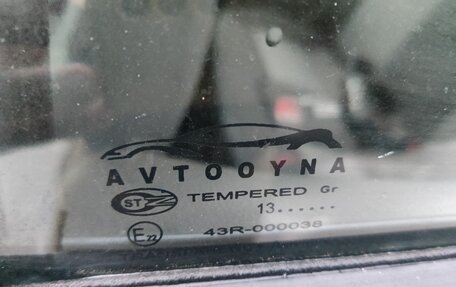 AVTOOYNA
ST TEMPERED Gr
13......
E22 43R-000038